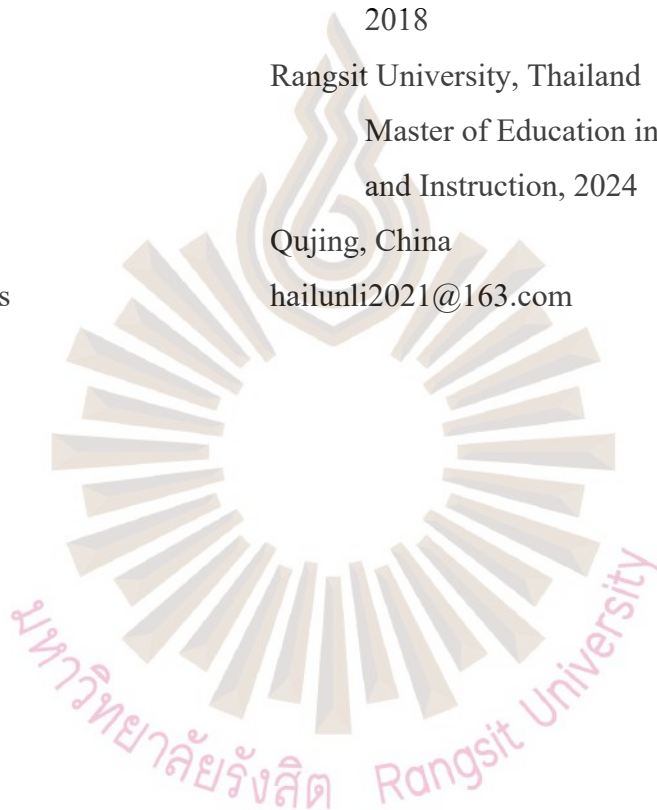 2018
Rangsit University, Thailand
Master of Education in
and Instruction, 2024
Qujing, China
s
hailunli2021@163.com
มหาวิทยาลัยรังสิต Rangsit University